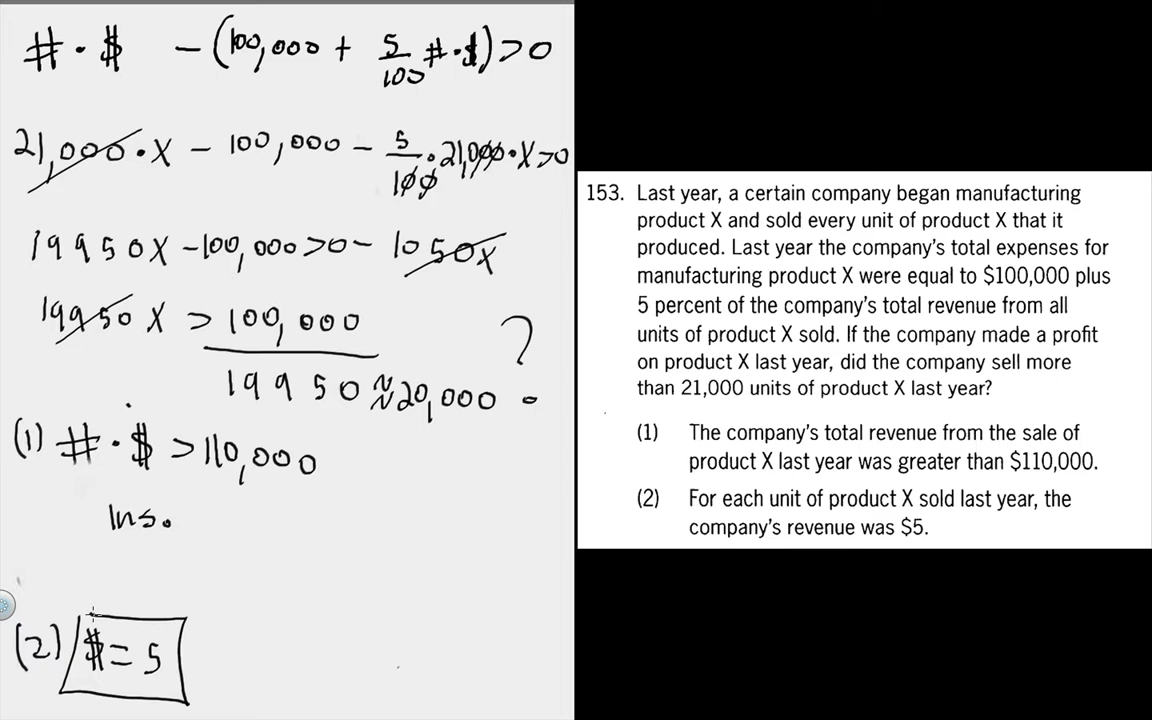 # · $ - (100,000 + 5/100 # · $) > 0
21,000 · X - 100,000 - 5/100 · 21,000 · X > 0
19950X - 100,000 > 0 - 1050X
19950X > 100,000
19950 ≈ 20,000 ?
(1) # · $ > 110,000
Ins.
(2) $ = 5
153. Last year, a certain company began manufacturing
product X and sold every unit of product X that it
produced. Last year the company's total expenses for
manufacturing product X were equal to $100,000 plus
5 percent of the company's total revenue from all
units of product X sold. If the company made a profit
on product X last year, did the company sell more
than 21,000 units of product X last year?
(1) The company's total revenue from the sale of
product X last year was greater than $110,000.
(2) For each unit of product X sold last year, the
company's revenue was $5.